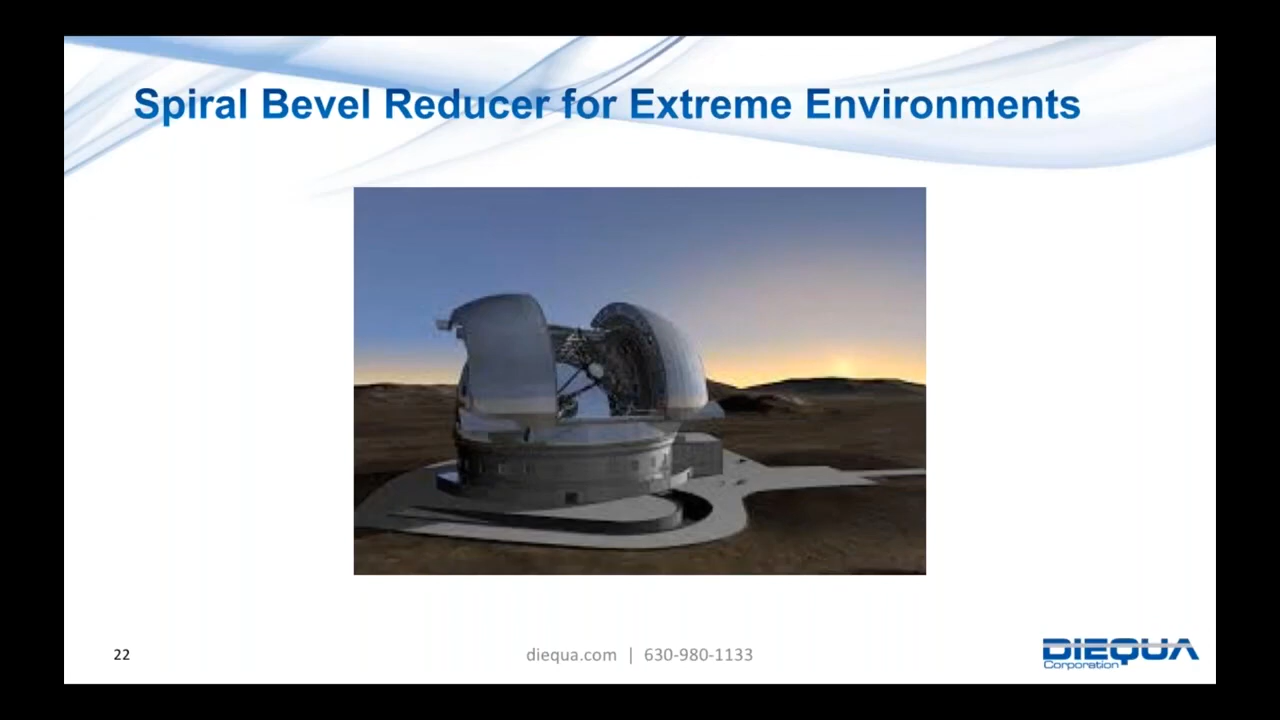 Spiral Bevel Reducer for Extreme Environments
22
diequa.com | 630-980-1133
DIEQUA
Corporation